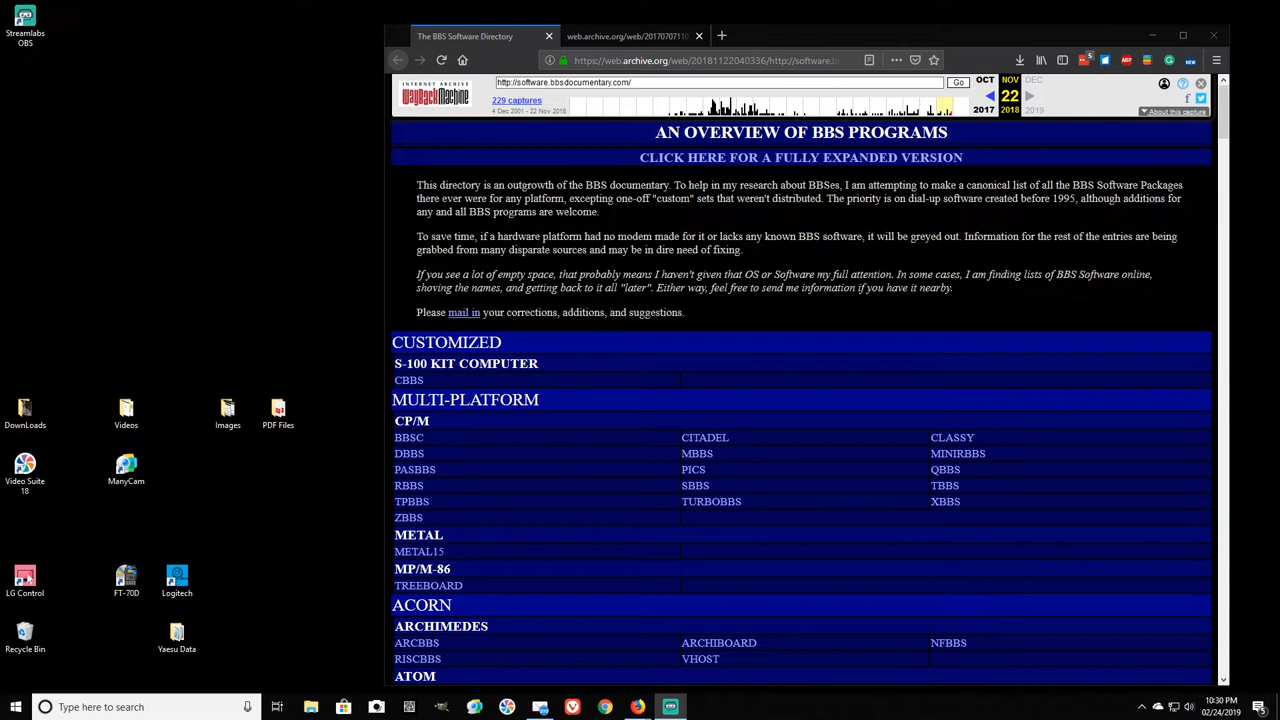 Streamlabs
OBS
DownLoads
Videos
Images
PDF Files
Video Suite
18
ManyCam
LG Control
FT-70D
Logitech
Recycle Bin
Yaesu Data
The BBS Software Directory
web.archive.org/web/20170707110
https://web.archive.org/web/20181122040336/http://software.b
5
ABP
NEW
INTERNET ARCHIVE
WayBackMachine
http://software.bbsdocumentary.com/
Go
OCT NOV DEC
229 captures
22
4 Dec 2001 - 22 Nov 2018
2017 2018 2019
About this capture
AN OVERVIEW OF BBS PROGRAMS
CLICK HERE FOR A FULLY EXPANDED VERSION
This directory is an outgrowth of the BBS documentary. To help in my research about BBSes, I am attempting to make a canonical list of all the BBS Software Packages
there ever were for any platform, excepting one-off "custom" sets that weren't distributed. The priority is on dial-up software created before 1995, although additions for
any and all BBS programs are welcome.
To save time, if a hardware platform had no modem made for it or lacks any known BBS software, it will be greyed out. Information for the rest of the entries are being
grabbed from many disparate sources and may be in dire need of fixing.
If you see a lot of empty space, that probably means I haven't given that OS or Software my full attention. In some cases, I am finding lists of BBS Software online,
shoving the names, and getting back to it all "later". Either way, feel free to send me information if you have it nearby.
Please mail in your corrections, additions, and suggestions.
CUSTOMIZED
S-100 KIT COMPUTER
CBBS
MULTI-PLATFORM
CP/M
BBSC CITADEL CLASSY
DBBS MBBS MINIRBBS
PASBBS PICS QBBS
RBBS SBBS TBBS
TPBBS TURBOBBS XBBS
ZBBS
METAL
METAL15
MP/M-86
TREEBOARD
ACORN
ARCHIMEDES
ARCBBS ARCHIBOARD NFBBS
RISCBBS VHOST
ATOM
Type here to search
10:30 PM
02/24/2019
5